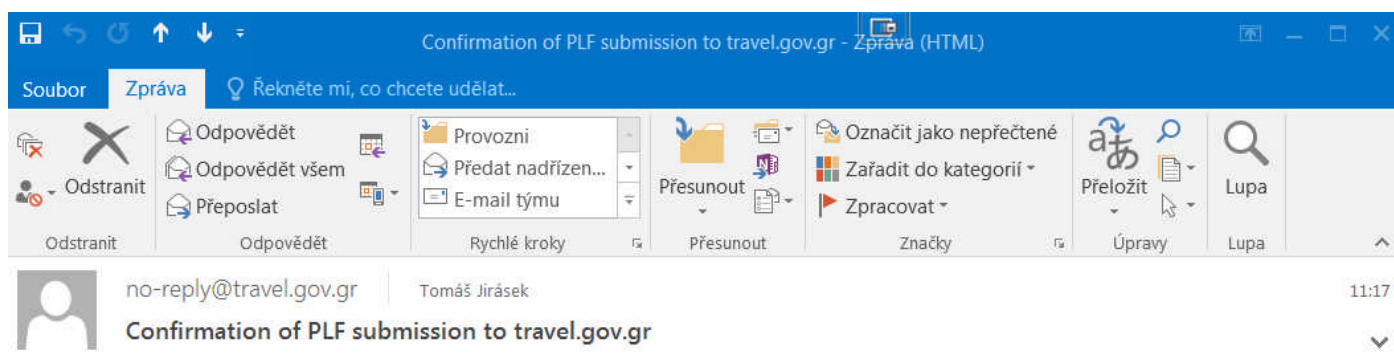 Confirmation of PLF submission to travel.gov.gr - Zpráva (HTML)
Soubor Zpráva Řekněte mi, co chcete udělat...
Odstranit
Odpovědět
Odpovědět všem
Přeposlat
Provozni
Předat nadřízen...
E-mail týmu
Přesunout
Označit jako nepřečtené
Zařadit do kategorií
Zpracovat
Přeložit
Lupa
Odstranit Odpovědět Rychlé kroky Přesunout Značky Úpravy Lupa
no-reply@travel.gov.gr Tomáš Jirásek 11:17
Confirmation of PLF submission to travel.gov.gr